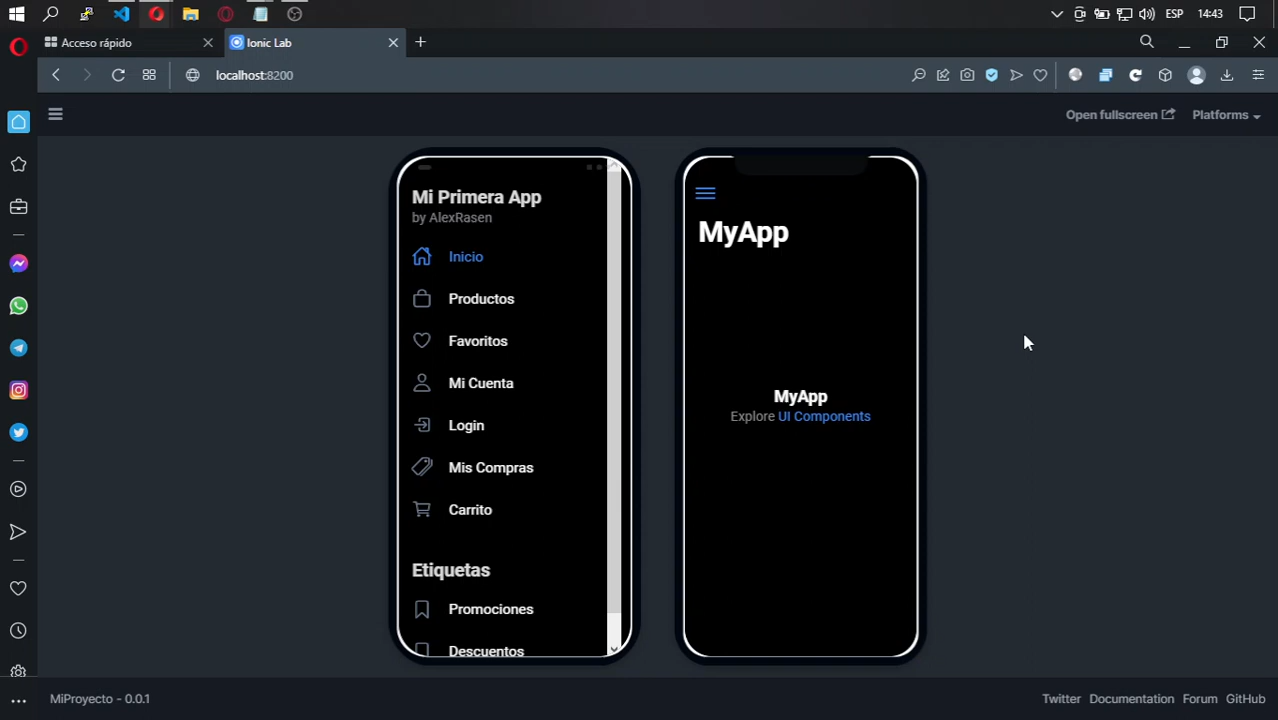 ESP 14:43
Acceso rápido
Ionic Lab
localhost:8200
Open fullscreen
Platforms
Mi Primera App
by AlexRasen
Inicio
Productos
Favoritos
Mi Cuenta
Login
Mis Compras
Carrito
Etiquetas
Promociones
Descuentos
MyApp
MyApp
Explore UI Components
MiProyecto - 0.0.1
Twitter Documentation Forum GitHub